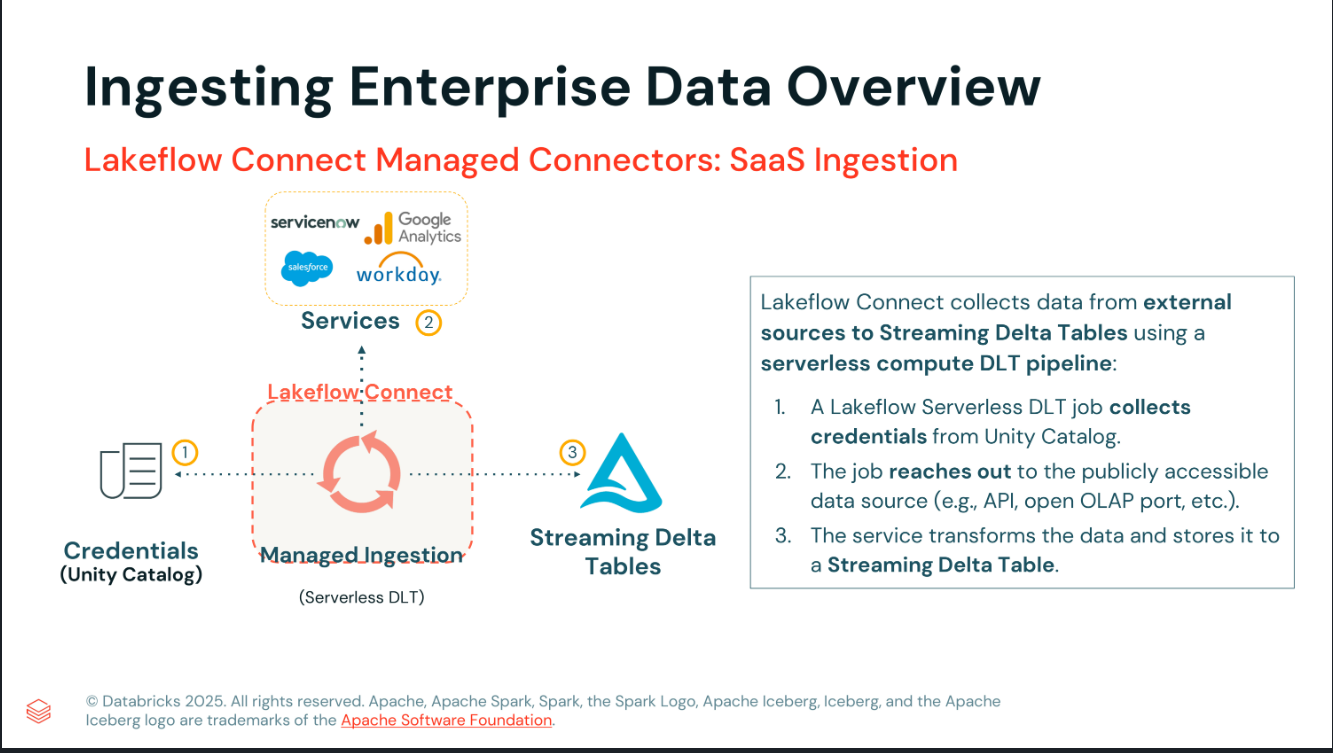 Ingesting Enterprise Data Overview
Lakeflow Connect Managed Connectors: SaaS Ingestion
servicenow
Google
Analytics
salesforce
workday.
Services
2
Lakeflow Connect
1
3
Credentials
(Unity Catalog)
Managed Ingestion
(Serverless DLT)
Streaming Delta
Tables
Lakeflow Connect collects data from external
sources to Streaming Delta Tables using a
serverless compute DLT pipeline:
1. A Lakeflow Serverless DLT job collects
credentials from Unity Catalog.
2. The job reaches out to the publicly accessible
data source (e.g., API, open OLAP port, etc.).
3. The service transforms the data and stores it to
a Streaming Delta Table.
© Databricks 2025. All rights reserved. Apache, Apache Spark, Spark, the Spark Logo, Apache Iceberg, Iceberg, and the Apache
Iceberg logo are trademarks of the Apache Software Foundation.